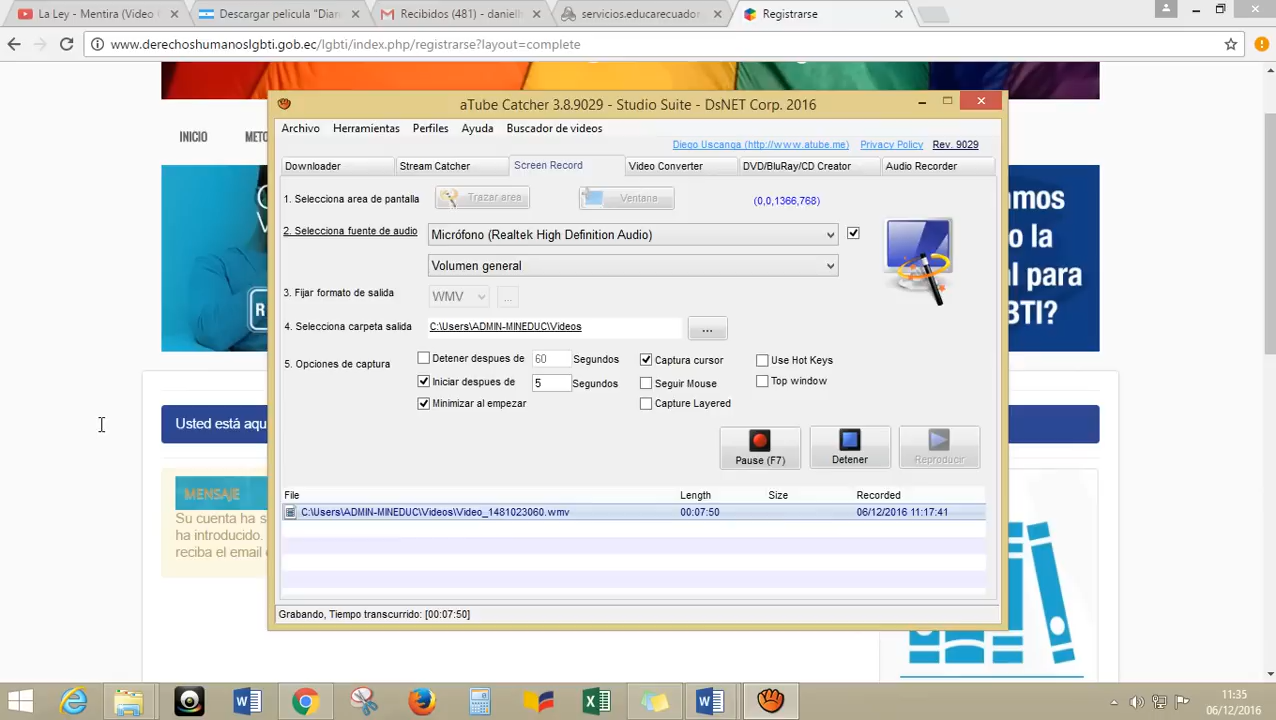 La Ley - Mentira (Video O
Descargar película "Dian
Recibidos (481) - danielh
servicios.educarecuador
Registrarse
www.derechoshumanoslgbti.gob.ec/lgbti/index.php/registrarse?layout=complete
INICIO
aTube Catcher 3.8.9029 - Studio Suite - DsNET Corp. 2016
Archivo Herramientas Perfiles Ayuda Buscador de videos
Diego Uscanga (http://www.atube.me) Privacy Policy Rev. 9029
Downloader Stream Catcher Screen Record Video Converter DVD/BluRay/CD Creator Audio Recorder
1. Selecciona area de pantalla Trazar area Ventana (0,0,1366,768)
2. Selecciona fuente de audio Micrófono (Realtek High Definition Audio)
Volumen general
3. Fijar formato de salida WMV ...
4. Selecciona carpeta salida C:\Users\ADMIN-MINEDUC\Videos ...
5. Opciones de captura
Detener despues de 60 Segundos Captura cursor Use Hot Keys
Iniciar despues de 5 Segundos Seguir Mouse Top window
Minimizar al empezar Capture Layered
Pause (F7) Detener Reproducir
File Length Size Recorded
C:\Users\ADMIN-MINEDUC\Videos\Video_1481023060.wmv 00:07:50 06/12/2016 11:17:41
Grabando, Tiempo transcurrido: [00:07:50]
Usted está aqu
MENSAJE
Su cuenta ha s
ha introducido.
reciba el email
amos
o la
al para
BTI?
11:35
06/12/2016